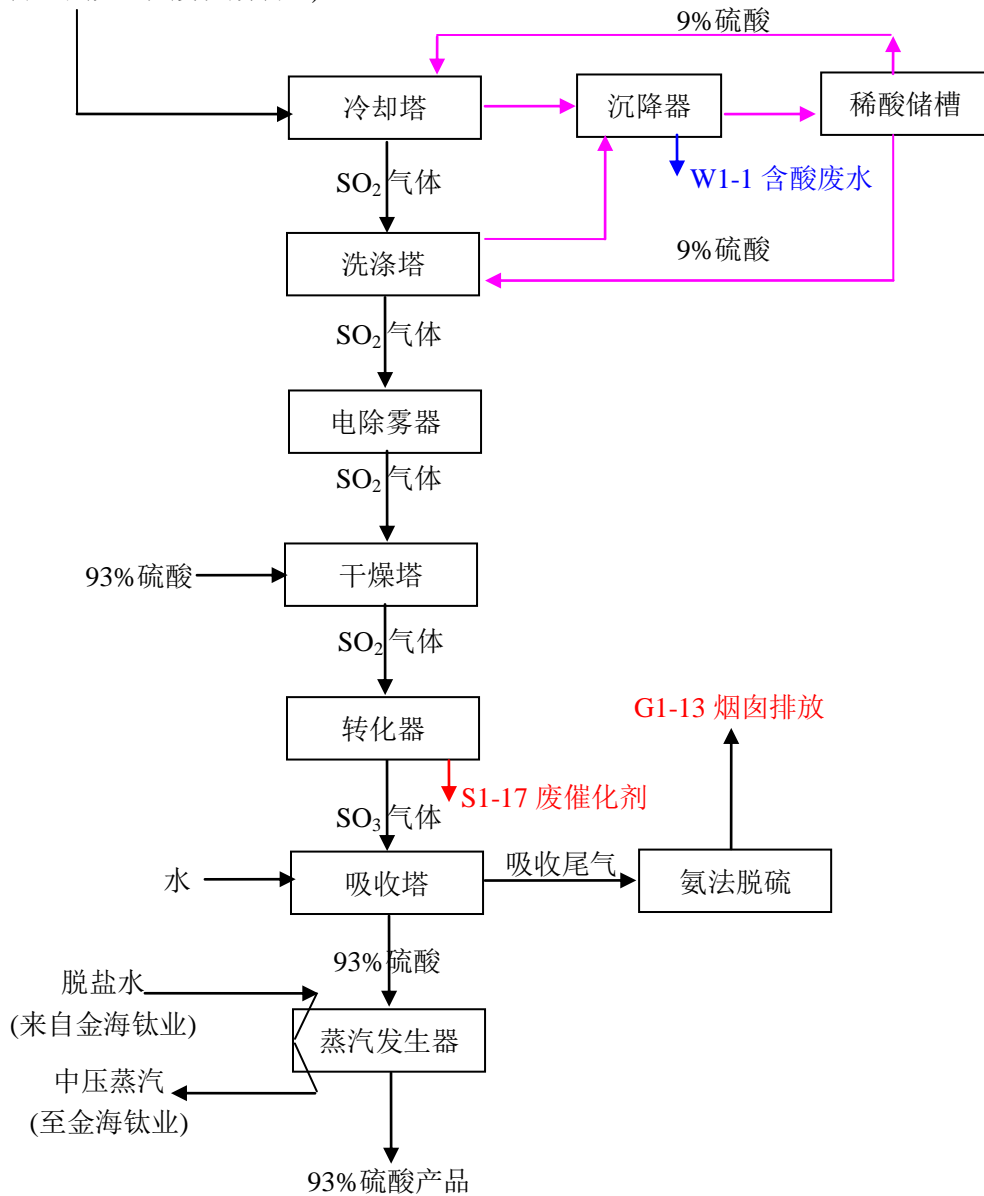 9%硫酸
冷却塔
沉降器
稀酸储槽
SO₂气体
W1-1 含酸废水
洗涤塔
9%硫酸
SO₂气体
电除雾器
SO₂气体
93%硫酸
干燥塔
SO₂气体
G1-13 烟囱排放
转化器
S1-17 废催化剂
SO₃气体
吸收尾气
水
吸收塔
氨法脱硫
93%硫酸
脱盐水
(来自金海钛业)
蒸汽发生器
中压蒸汽
(至金海钛业)
93%硫酸产品